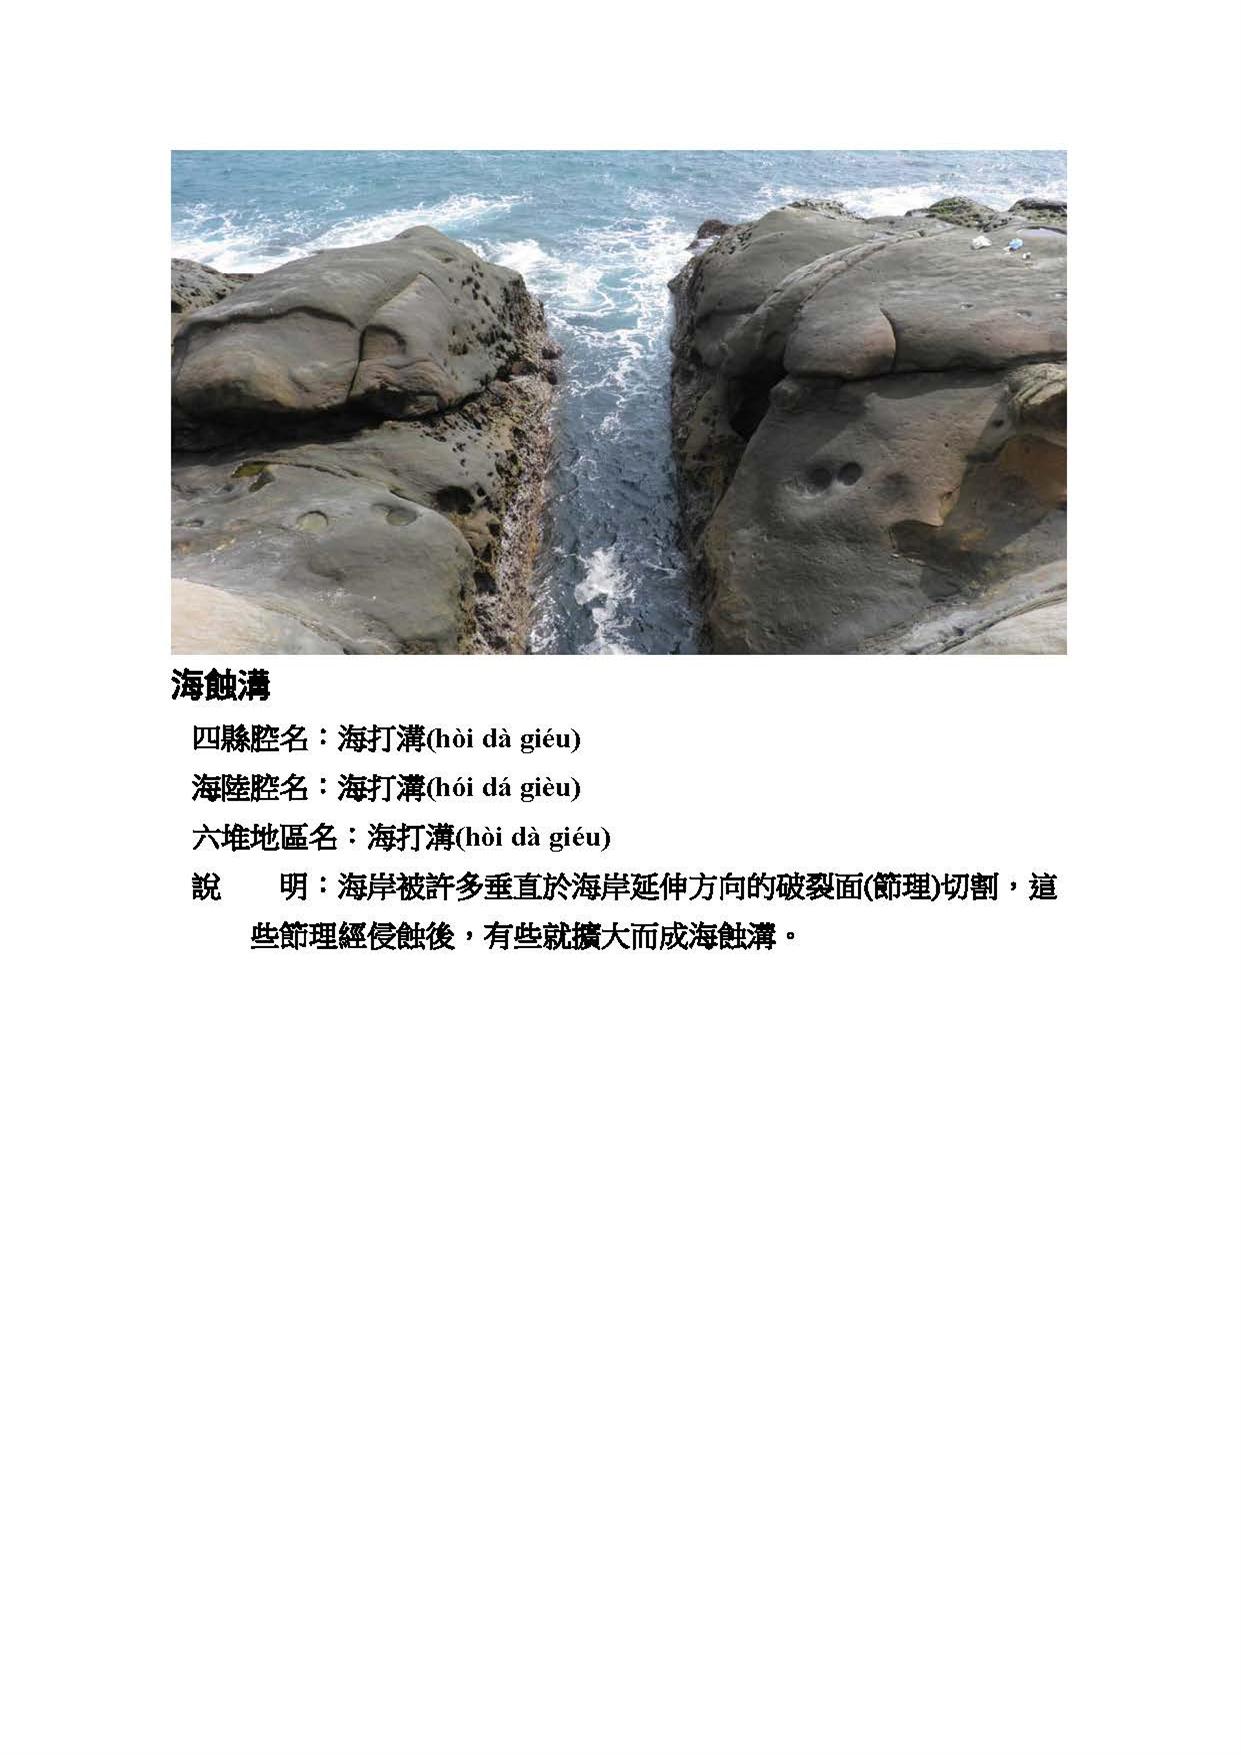 海蝕溝
四縣腔名：海打溝(hòi dà giéu)
海陸腔名：海打溝(hói dá gièu)
六堆地區名：海打溝(hòi dà giéu)
說　　明：海岸被許多垂直於海岸延伸方向的破裂面(節理)切割，這
些節理經侵蝕後，有些就擴大而成海蝕溝。